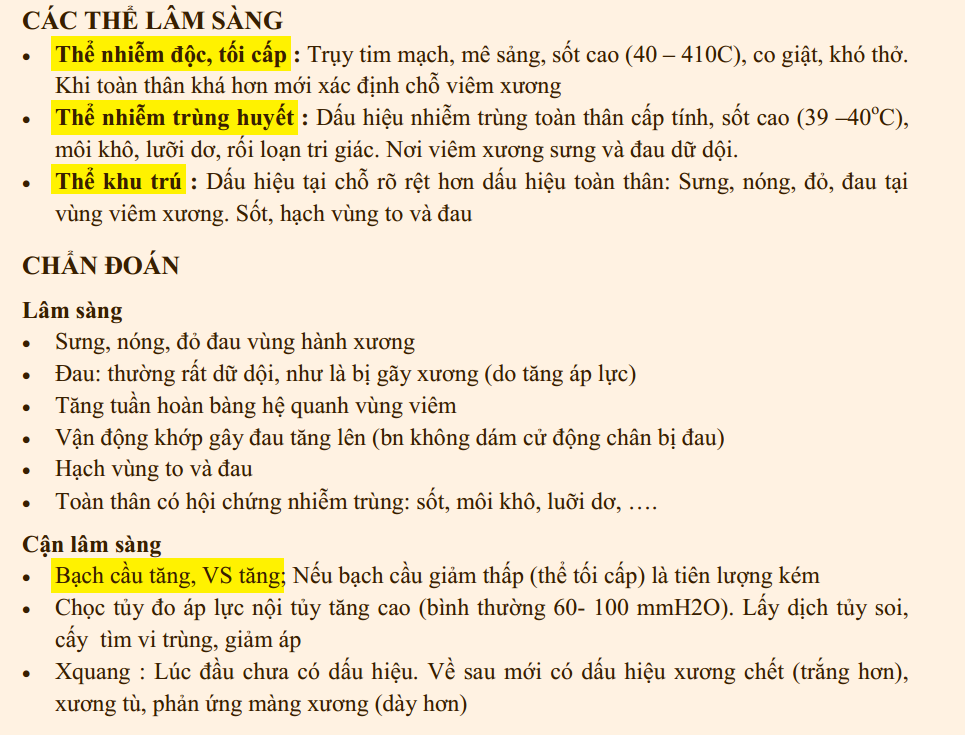 CÁC THỂ LÂM SÀNG
• Thể nhiễm độc, tối cấp : Trụy tim mạch, mê sảng, sốt cao (40 – 410C), co giật, khó thở.
Khi toàn thân khá hơn mới xác định chỗ viêm xương
• Thể nhiễm trùng huyết : Dấu hiệu nhiễm trùng toàn thân cấp tính, sốt cao (39 –40°C),
môi khô, lưỡi dơ, rối loạn tri giác. Nơi viêm xương sưng và đau dữ dội.
• Thể khu trú : Dấu hiệu tại chỗ rõ rệt hơn dấu hiệu toàn thân: Sưng, nóng, đỏ, đau tại
vùng viêm xương. Sốt, hạch vùng to và đau
CHẨN ĐOÁN
Lâm sàng
• Sưng, nóng, đỏ đau vùng hành xương
• Đau: thường rất dữ dội, như là bị gãy xương (do tăng áp lực)
• Tăng tuần hoàn bàng hệ quanh vùng viêm
• Vận động khớp gây đau tăng lên (bn không dám cử động chân bị đau)
• Hạch vùng to và đau
• Toàn thân có hội chứng nhiễm trùng: sốt, môi khô, luỡi dơ, ….
Cận lâm sàng
• Bạch cầu tăng, VS tăng; Nếu bạch cầu giảm thấp (thể tối cấp) là tiên lượng kém
• Chọc tủy đo áp lực nội tủy tăng cao (bình thường 60- 100 mmH2O). Lấy dịch tủy soi,
cấy tìm vi trùng, giảm áp
• Xquang : Lúc đầu chưa có dấu hiệu. Về sau mới có dấu hiệu xương chết (trắng hơn),
xương tù, phản ứng màng xương (dày hơn)